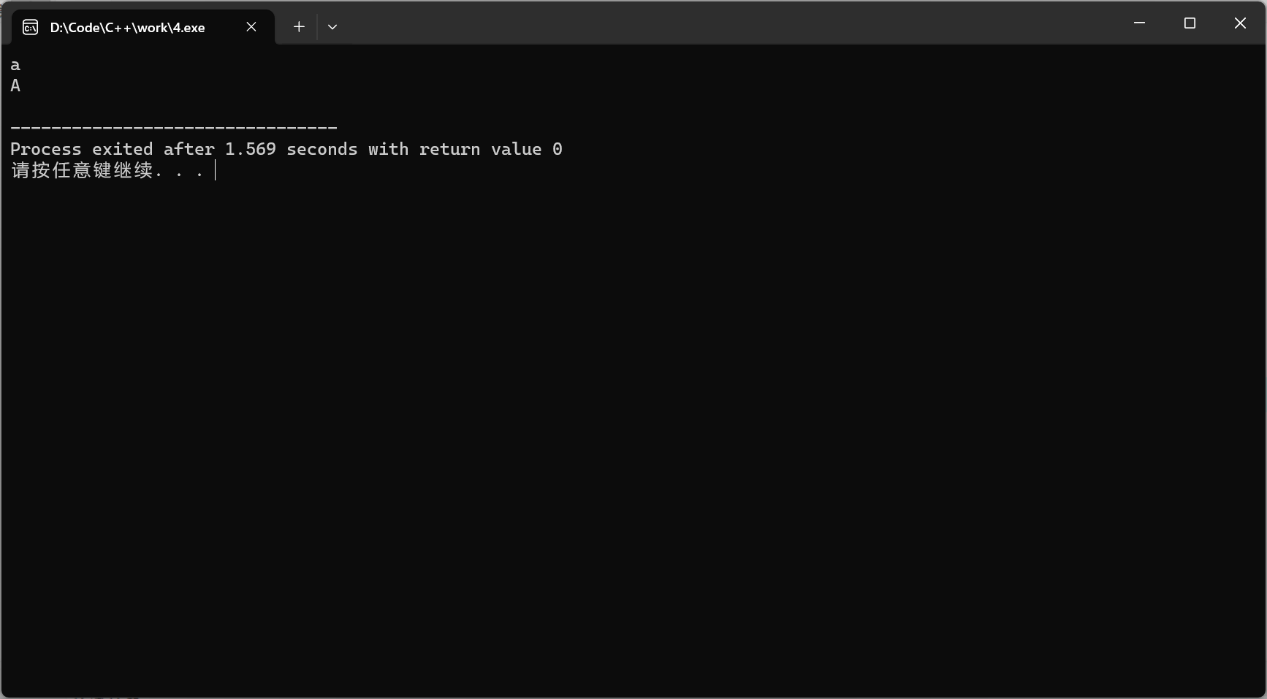 D:\Code\C++\work\4.exe
a
A
--------------------------------
Process exited after 1.569 seconds with return value 0
请按任意键继续. . .